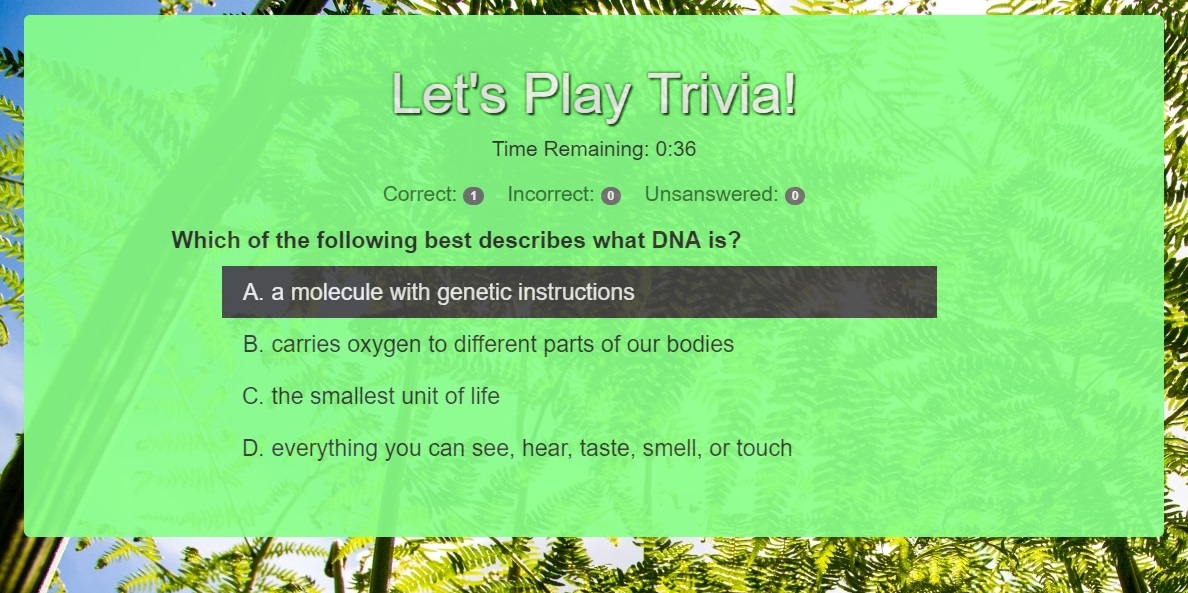 Let's Play Trivia!
Time Remaining: 0:36
Correct: 1 Incorrect: 0 Unsanswered: 0
Which of the following best describes what DNA is?
A. a molecule with genetic instructions
B. carries oxygen to different parts of our bodies
C. the smallest unit of life
D. everything you can see, hear, taste, smell, or touch